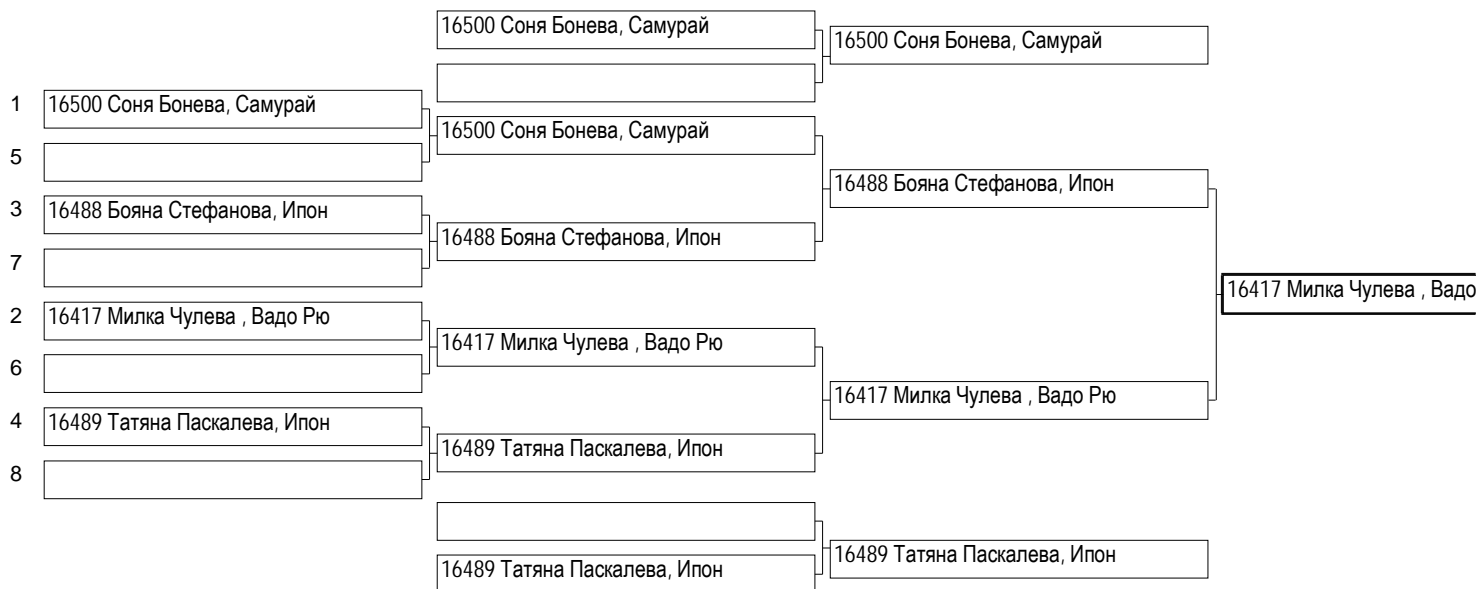 16500 Соня Бонева, Самурай
16500 Соня Бонева, Самурай
1 16500 Соня Бонева, Самурай
16500 Соня Бонева, Самурай
5
16488 Бояна Стефанова, Ипон
3 16488 Бояна Стефанова, Ипон
16488 Бояна Стефанова, Ипон
7
16417 Милка Чулева , Вадо
2 16417 Милка Чулева , Вадо Рю
16417 Милка Чулева , Вадо Рю
6
16417 Милка Чулева , Вадо Рю
4 16489 Татяна Паскалева, Ипон
16489 Татяна Паскалева, Ипон
8
16489 Татяна Паскалева, Ипон
16489 Татяна Паскалева, Ипон